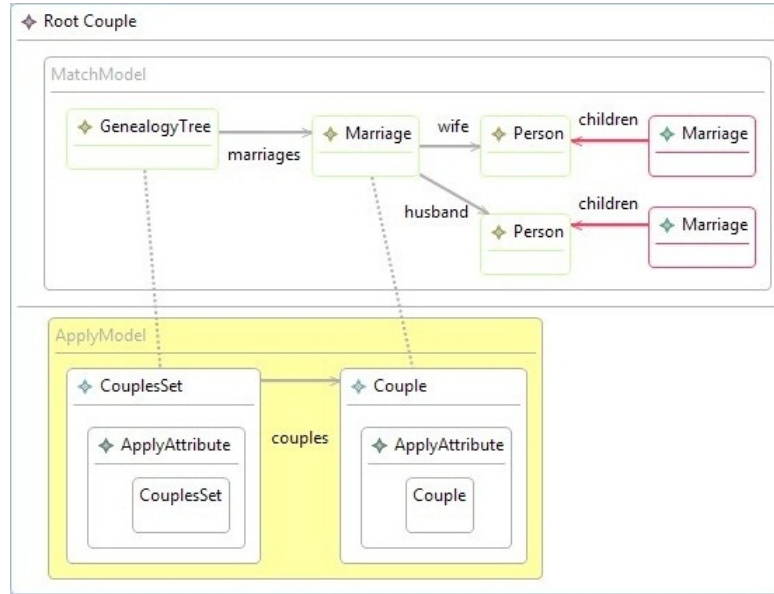 Root Couple
MatchModel
GenealogyTree
marriages
Marriage
wife
Person
children
Marriage
husband
Person
children
Marriage
ApplyModel
CouplesSet
couples
Couple
ApplyAttribute
ApplyAttribute
CouplesSet
Couple